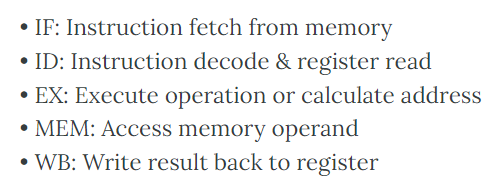 • IF: Instruction fetch from memory
• ID: Instruction decode & register read
• EX: Execute operation or calculate address
• MEM: Access memory operand
• WB: Write result back to register